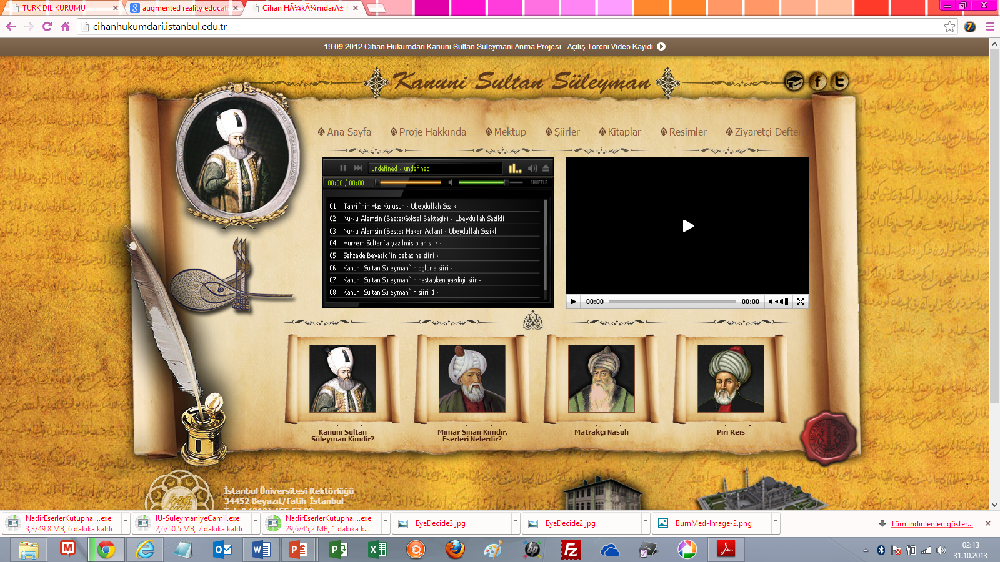 TÜRK DİL KURUMU
augmented reality educat
Cihan HÃ¼kÃ¼mdarÄ±
cihanhukumdari.istanbul.edu.tr
19.09.2012 Cihan Hükümdarı Kanuni Sultan Süleymanı Anma Projesi - Açılış Töreni Video Kayıdı
Kanuni Sultan Süleyman
Ana Sayfa
Proje Hakkında
Mektup
Şiirler
Kitaplar
Resimler
Ziyaretçi Defter
undefined - undefined
00:00 / 00:00
SHUFFLE
01. Tanri`nin Has Kulusun - Ubeydullah Sezikli
02. Nur-u Alemsin (Beste:Goksel Baktagir) - Ubeydullah Sezikli
03. Nur-u Alemsin (Beste: Hakan Avlan) - Ubeydullah Sezikli
04. Hurrem Sultan`a yazilmis olan siir -
05. Sehzade Beyazid`in babasina siiri -
06. Kanuni Sultan Suleyman`in ogluna siiri -
07. Kanuni Sultan Suleyman`in hastayken yazdigi siir -
08. Kanuni Sultan Suleyman`in siiri 1 -
00:00
00:00
Kanuni Sultan
Süleyman Kimdir?
Mimar Sinan Kimdir,
Eserleri Nelerdir?
Matrakçı Nasuh
Piri Reis
İstanbul Üniversitesi Rektörlüğü
34452 Beyazıt/Fatih-İstanbul
NadirEserlerKutupha....exe
3,3/49,8 MB, 6 dakika kaldı
IU-SuleymaniyeCamii.exe
2,6/50,5 MB, 7 dakika kaldı
NadirEserlerKutupha....exe
29,6/45,2 MB, 1 dakika k...
EyeDecide3.jpg
EyeDecide2.jpg
BurnMed-Image-2.png
Tüm indirilenleri göster...
02:13
31.10.2013